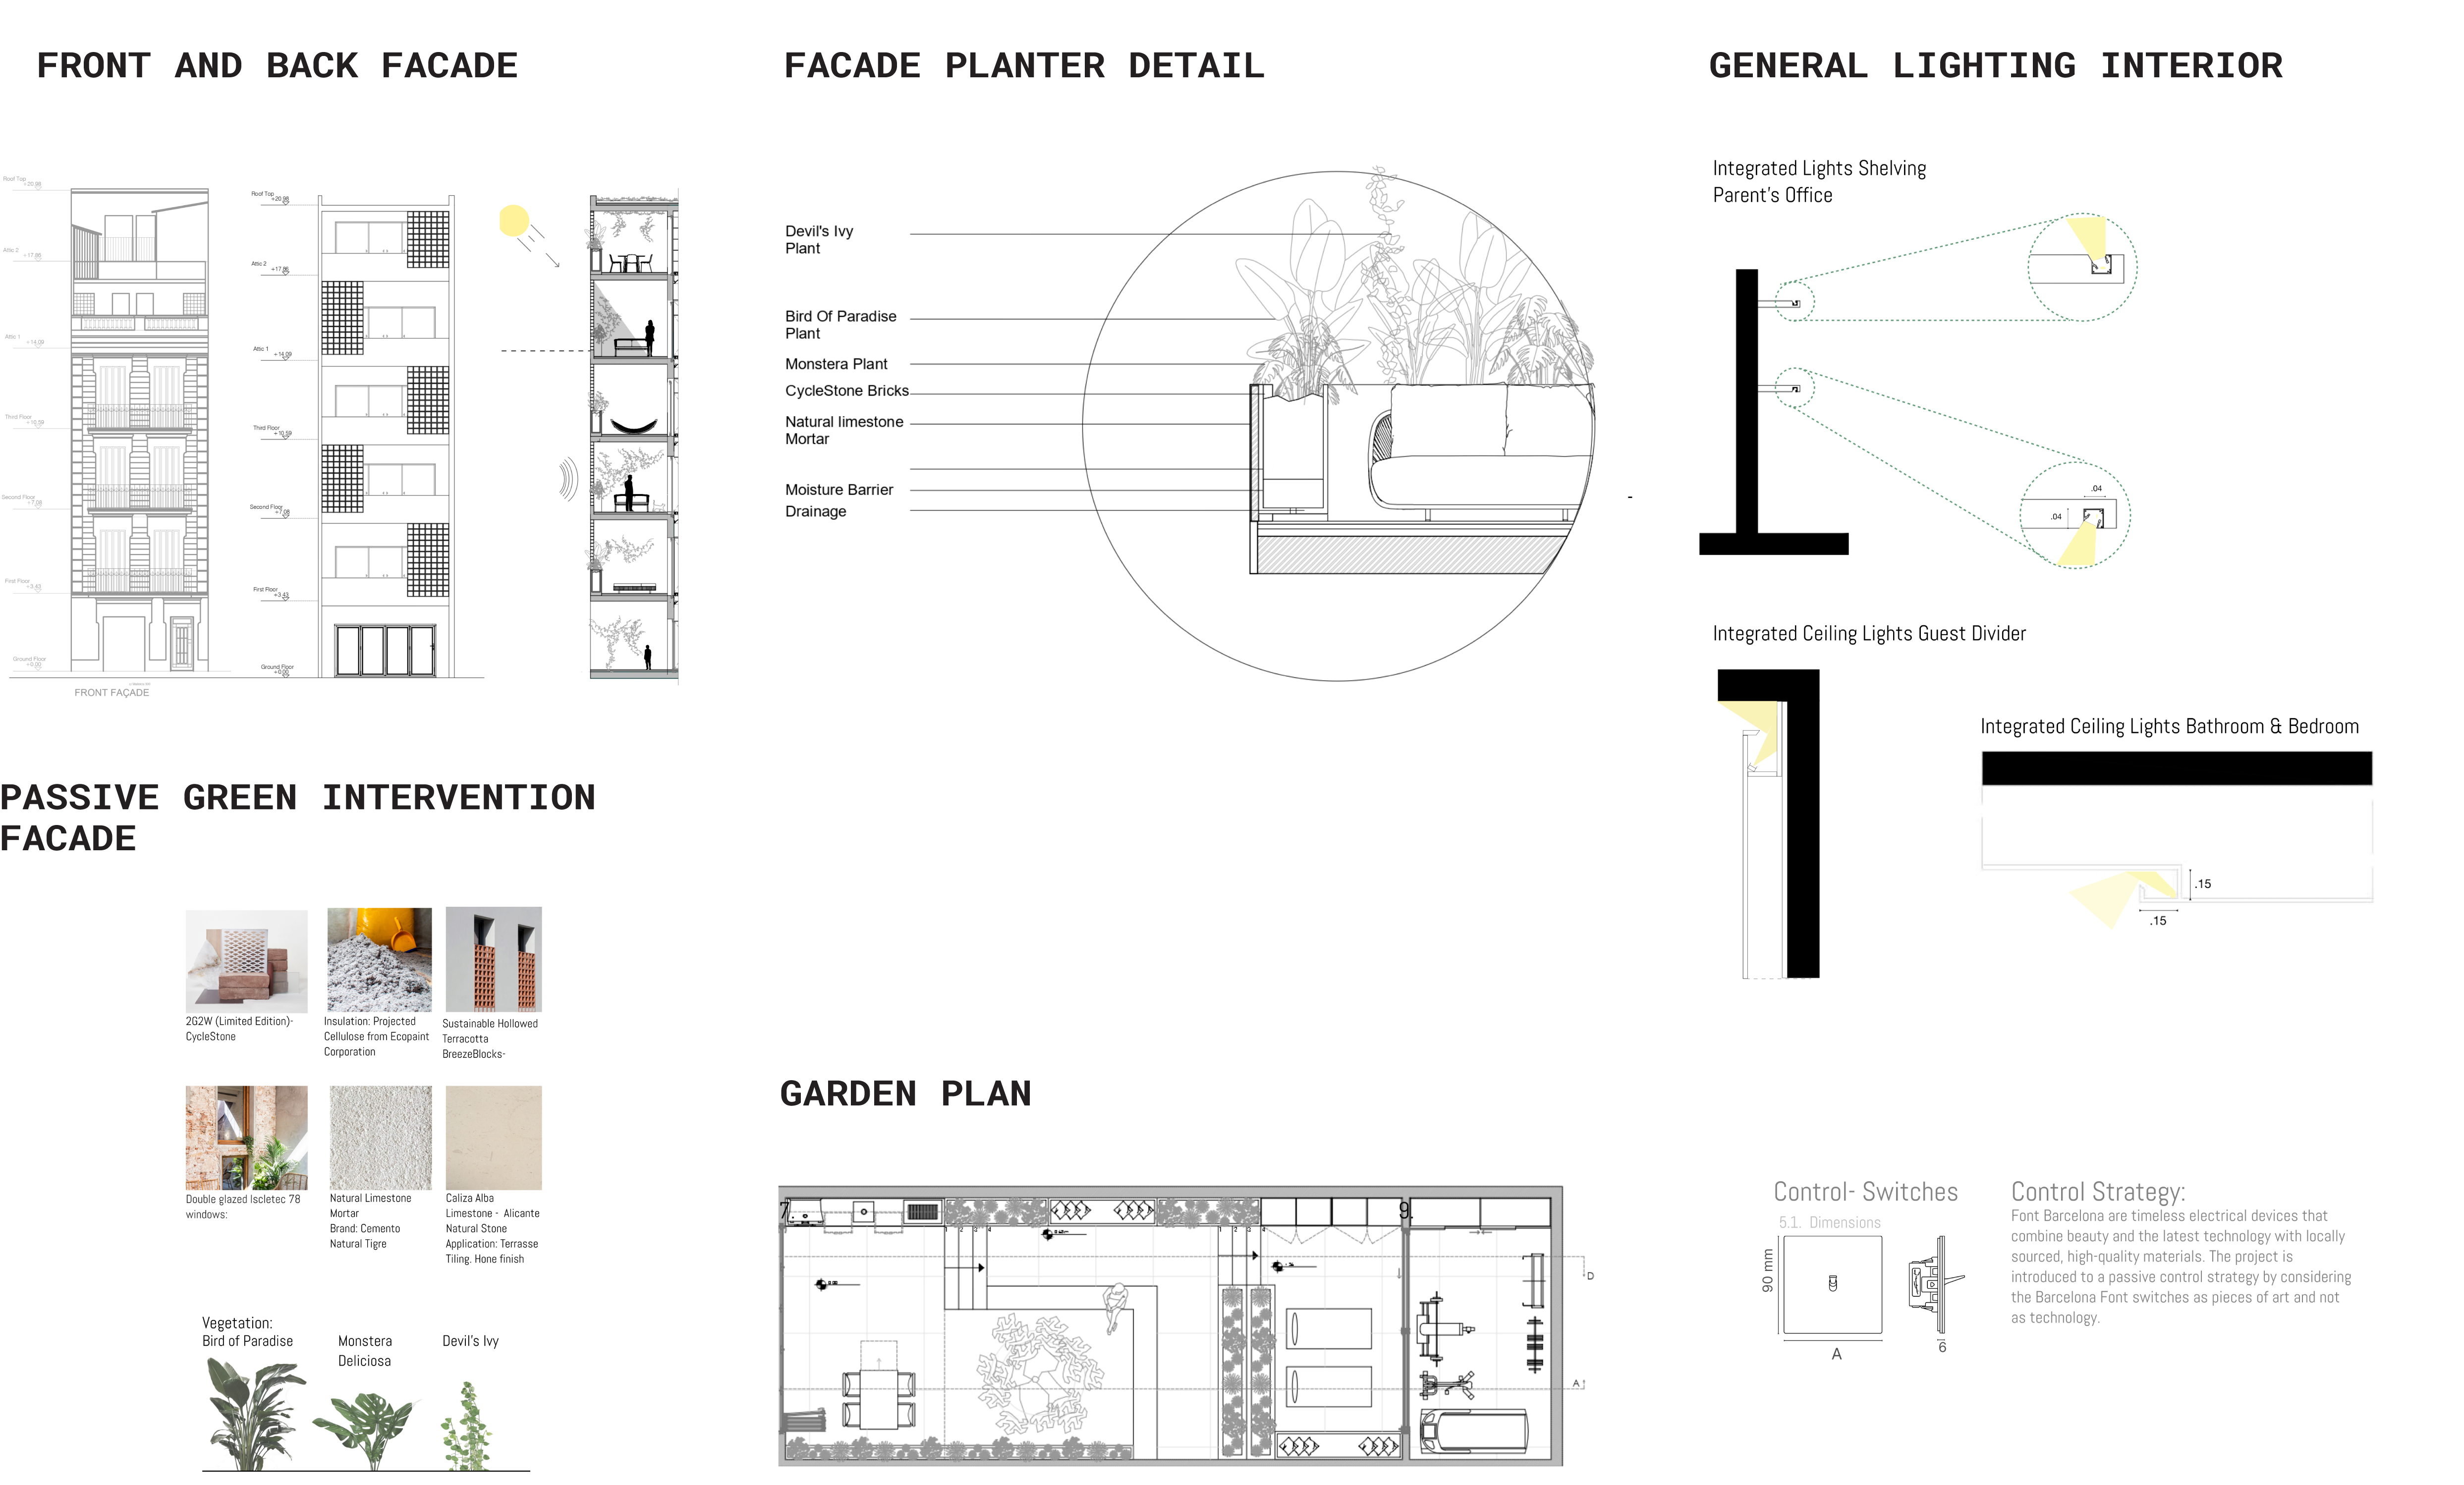 FRONT AND BACK FACADE
Roof Top
+20.98
Attic 2
+17.86
Attic 1
+14.09
Third Floor
+10.59
Second Floor
+7.08
First Floor
+3.43
Ground Floor
+0.00
FRONT FAÇADE
Roof Top
+20.98
Attic 2
+17.86
Attic 1
+14.09
Third Floor
+10.59
Second Floor
+7.08
First Floor
+3.43
Ground Floor
+0.00
FACADE PLANTER DETAIL
Devil's Ivy
Plant
Bird Of Paradise
Plant
Monstera Plant
CycleStone Bricks
Natural limestone
Mortar
Moisture Barrier
Drainage
GENERAL LIGHTING INTERIOR
Integrated Lights Shelving
Parent's Office
.04
.04
Integrated Ceiling Lights Guest Divider
Integrated Ceiling Lights Bathroom & Bedroom
.15
.15
PASSIVE GREEN INTERVENTION
FACADE
2G2W (Limited Edition)-
CycleStone
Insulation: Projected
Cellulose from Ecopaint
Corporation
Sustainable Hollowed
Terracotta
BreezeBlocks-
Double glazed Iscletec 78
windows:
Natural Limestone
Mortar
Brand: Cemento
Natural Tigre
Caliza Alba
Limestone - Alicante
Natural Stone
Application: Terrasse
Tiling. Hone finish
Vegetation:
Bird of Paradise
Monstera
Deliciosa
Devil's Ivy
GARDEN PLAN
7
9.
1 2 3 4
1 2 3 4
D
A
Control- Switches
5.1. Dimensions
90 mm
A
6
Control Strategy:
Font Barcelona are timeless electrical devices that
combine beauty and the latest technology with locally
sourced, high-quality materials. The project is
introduced to a passive control strategy by considering
the Barcelona Font switches as pieces of art and not
as technology.